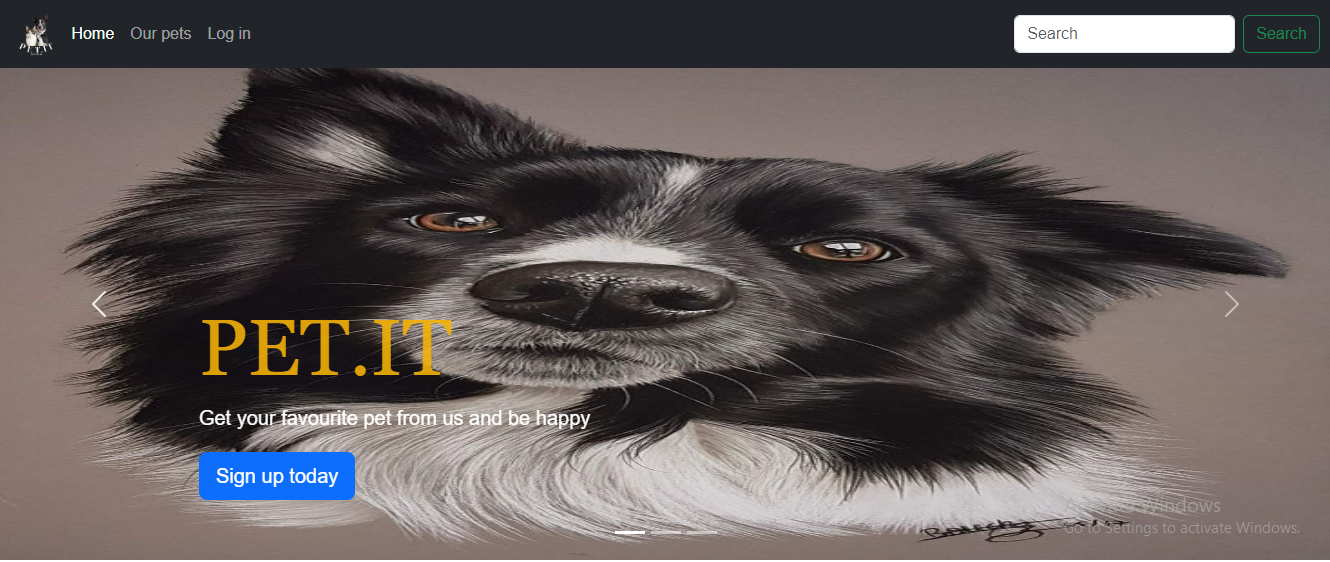 Home Our pets Log in Search Search
PET.IT
Get your favourite pet from us and be happy
Sign up today
Activate Windows
Go to Settings to activate Windows.